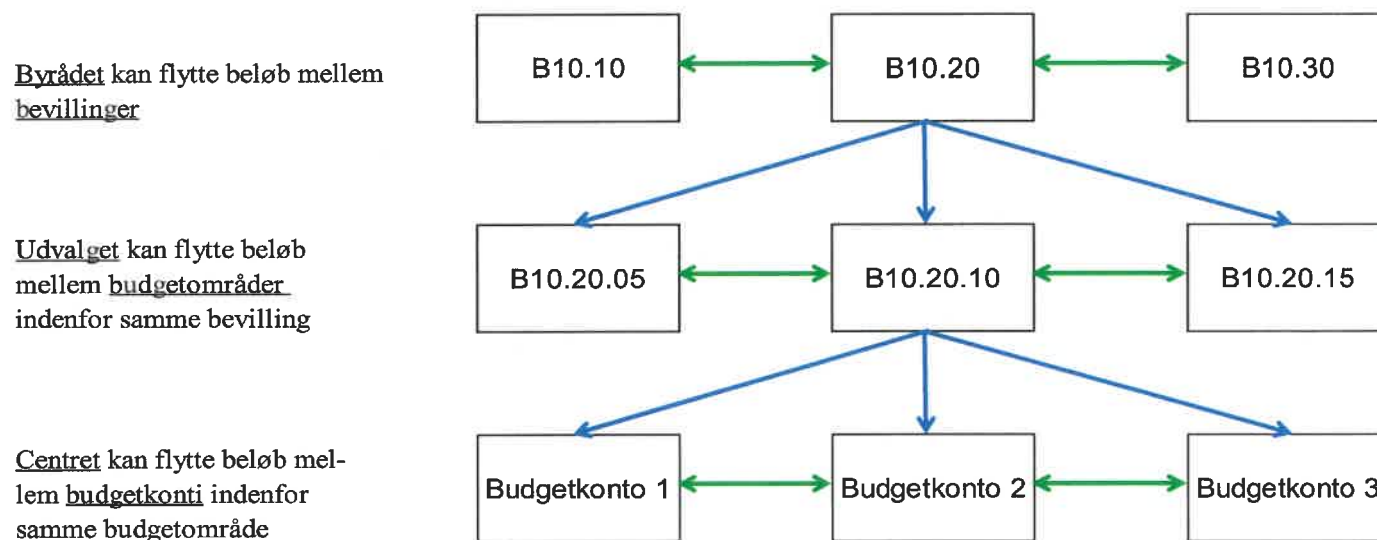 Byrådet kan flytte beløb mellem
bevillinger
B10.10
B10.20
B10.30
Udvalget kan flytte beløb
mellem budgetområder
indenfor samme bevilling
B10.20.05
B10.20.10
B10.20.15
Centret kan flytte beløb mel-
lem budgetkonti indenfor
samme budgetområde
Budgetkonto 1
Budgetkonto 2
Budgetkonto 3